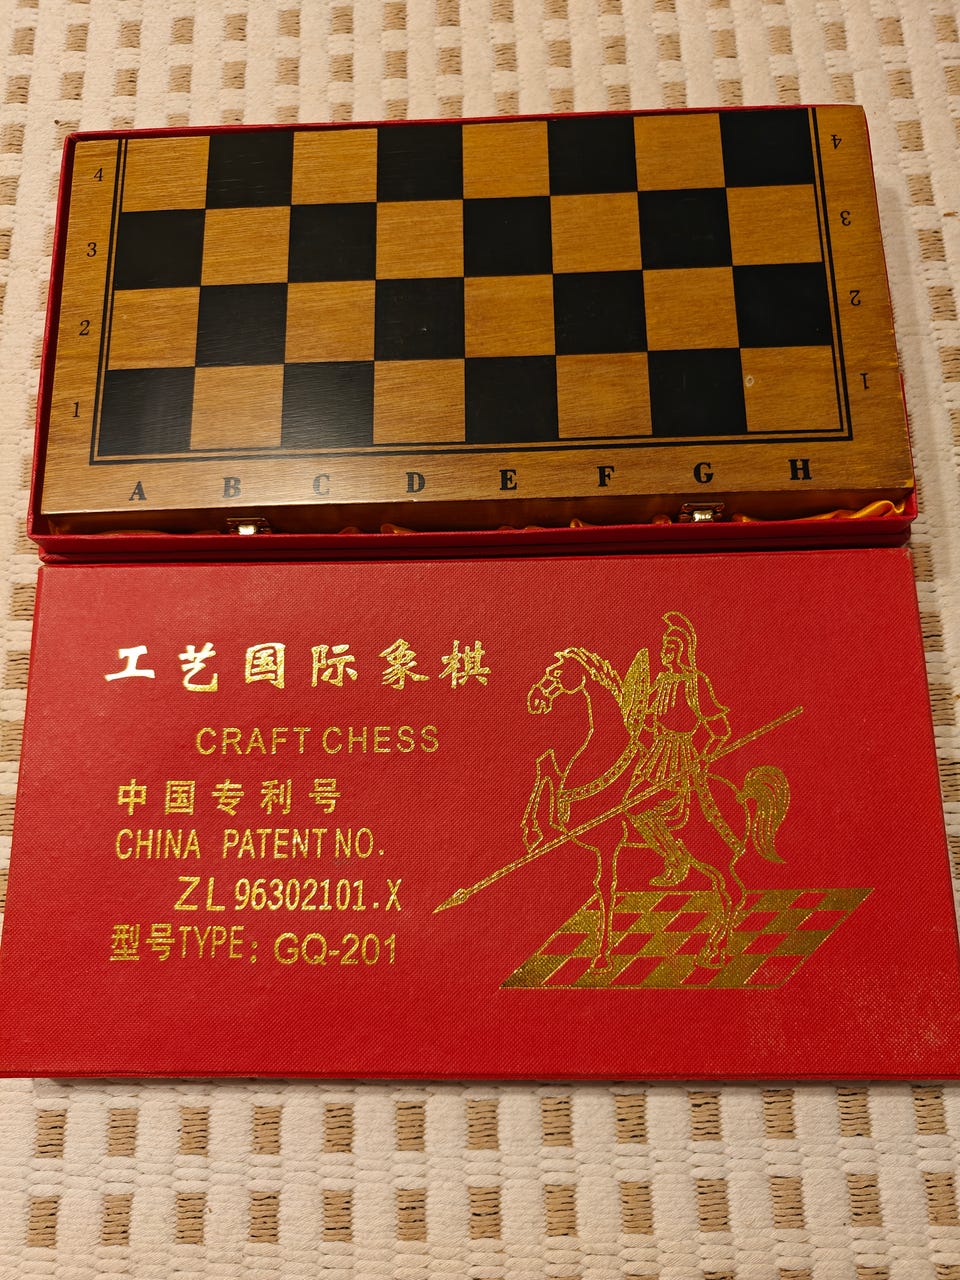 4 4
3 3
2 2
1 1
A B C D E F G H
工艺国际象棋
CRAFT CHESS
中国专利号
CHINA PATENT NO.
ZL 96302101.X
型号TYPE: GQ-201